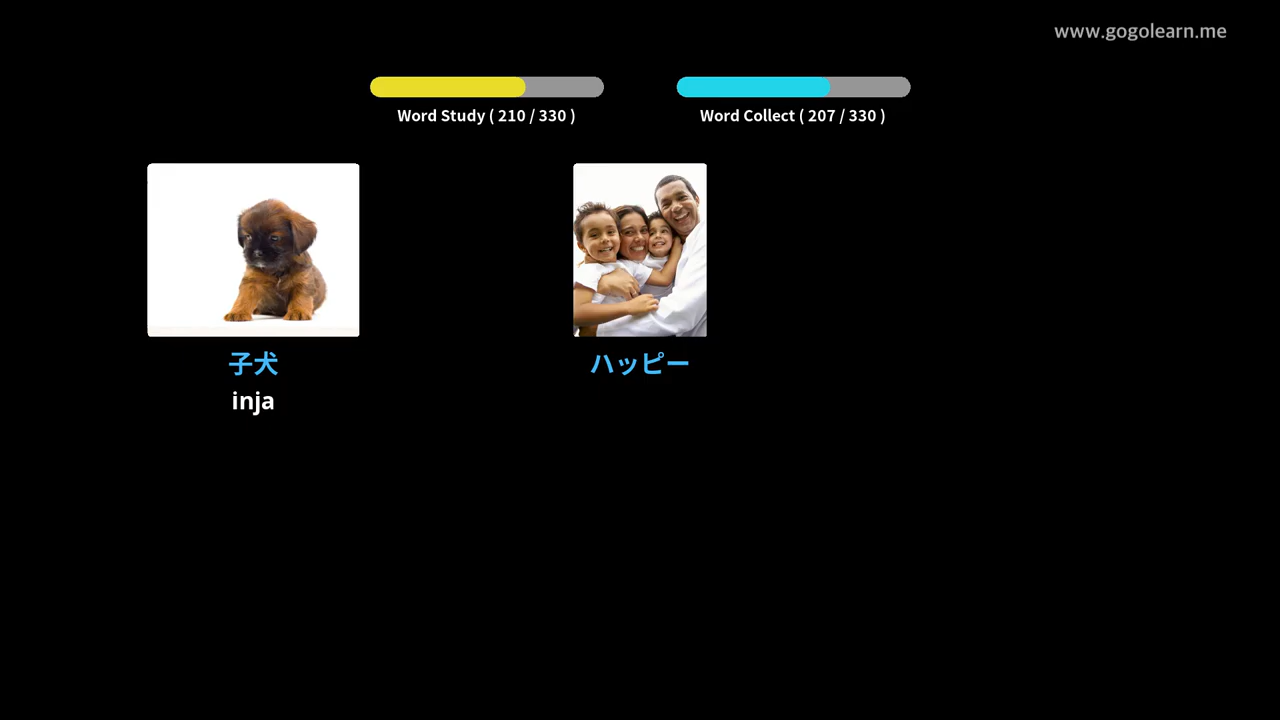 www.gogolearn.me
Word Study ( 210 / 330 )
Word Collect ( 207 / 330 )
子犬
inja
ハッピー